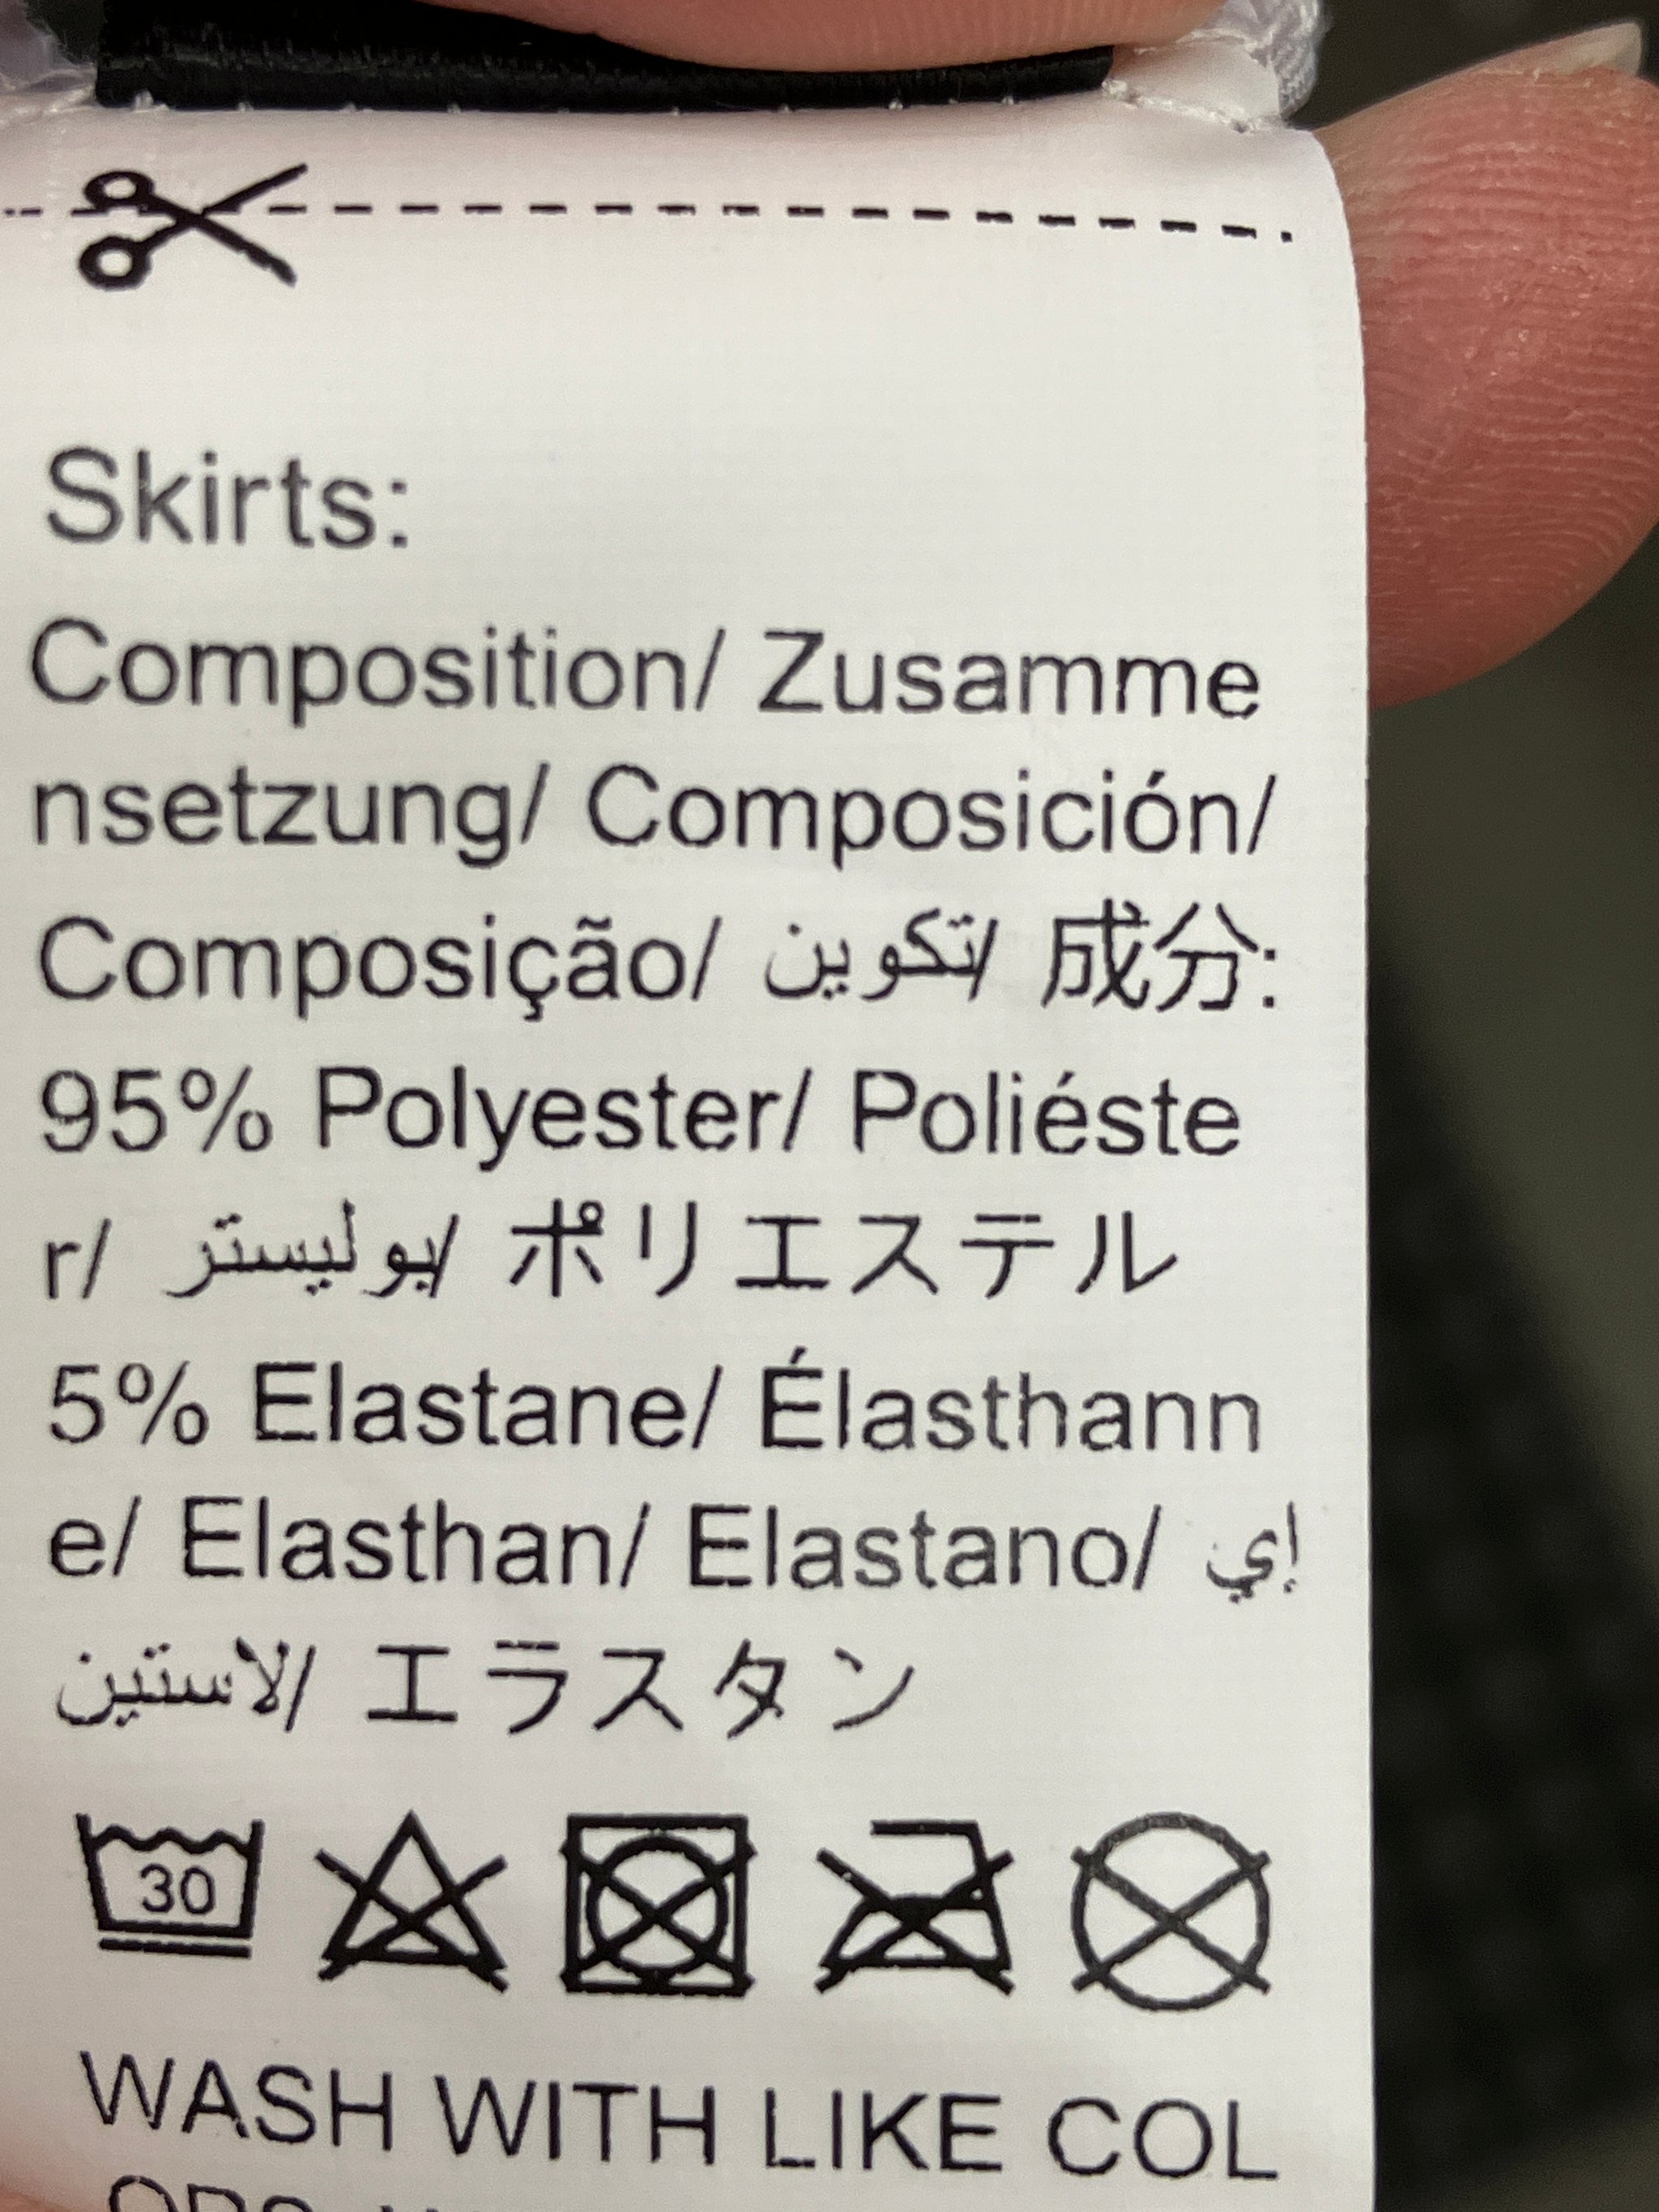 Skirts:
Composition/ Zusamme
nsetzung/ Composición/
Composição/ تكوين/ 成分:
95% Polyester/ Poliéste
r/ بوليستر/ ポリエステル
5% Elastane/ Élasthann
e/ Elasthan/ Elastano/ إي
لاستين/ エラスタン
30
WASH WITH LIKE COL